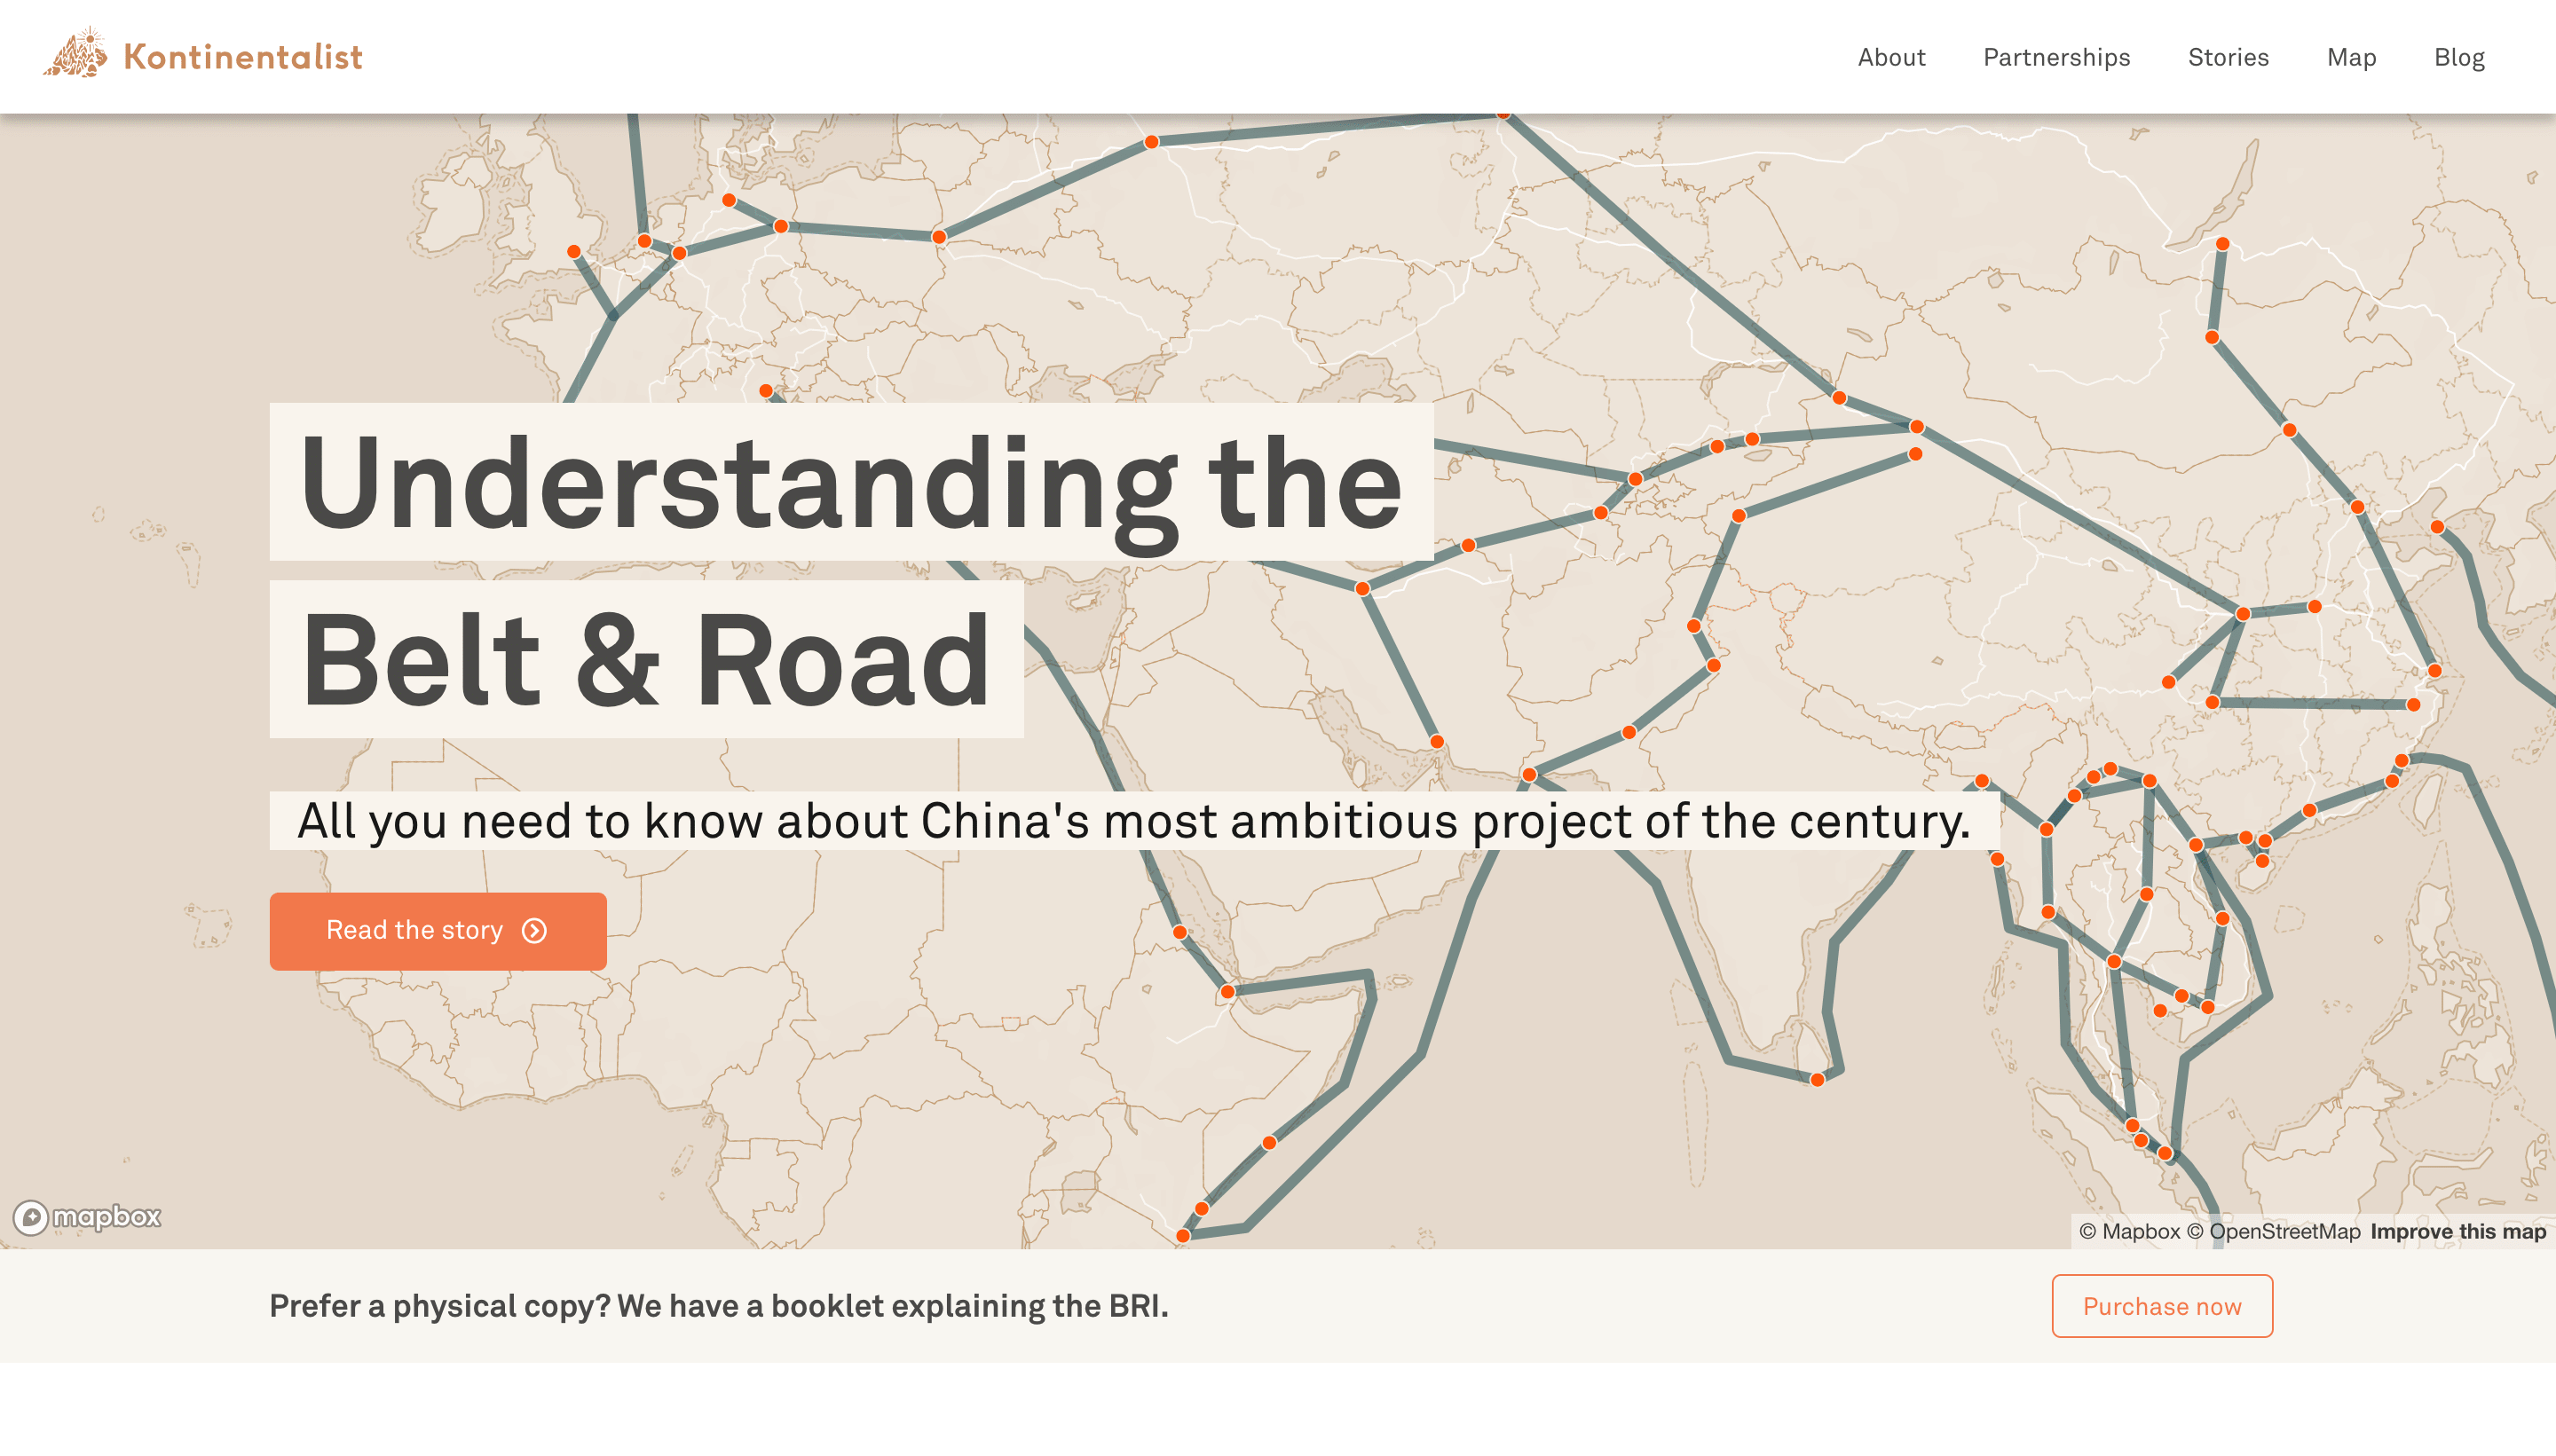 Kontinentalist
About Partnerships Stories Map Blog
Understanding the
Belt & Road
All you need to know about China's most ambitious project of the century.
Read the story
mapbox
© Mapbox © OpenStreetMap Improve this map
Prefer a physical copy? We have a booklet explaining the BRI.
Purchase now